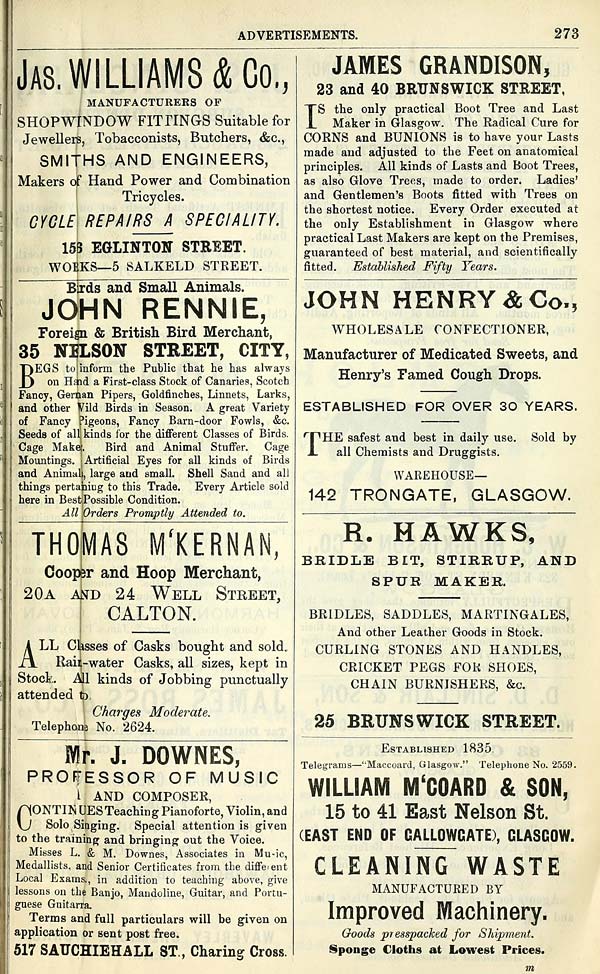 ADVERTISEMENTS. 273
JAS. WILLIAMS & Co.,
MANUFACTURERS OF
SHOPWINDOW FITTINGS Suitable for
Jewellers, Tobacconists, Butchers, &c.,
SMITHS AND ENGINEERS,
Makers of Hand Power and Combination
Tricycles.
CYCLE REPAIRS A SPECIALITY.
153 EGLINTON STREET.
WORKS—5 SALKELD STREET.
Birds and Small Animals.
JOHN RENNIE,
Foreign & British Bird Merchant,
35 NELSON STREET, CITY,
BEGS to inform the Public that he has always
on Hand a First-class Stock of Canaries, Scotch
Fancy, German Pipers, Goldfinches, Linnets, Larks,
and other Wild Birds in Season. A great Variety
of Fancy Pigeons, Fancy Barn-door Fowls, &c.
Seeds of all kinds for the different Classes of Birds.
Cage Maker. Bird and Animal Stuffer. Cage
Mountings. Artificial Eyes for all kinds of Birds
and Animals, large and small. Shell Sand and all
things pertaining to this Trade. Every Article sold
here in Best Possible Condition.
All Orders Promptly Attended to.
THOMAS M'KERNAN,
Cooper and Hoop Merchant,
20A AND 24 WELL STREET,
CALTON.
ALL Classes of Casks bought and sold.
Rain-water Casks, all sizes, kept in
Stock. All kinds of Jobbing punctually
attended to.
Charges Moderate.
Telephone No. 2624.
Mr. J. DOWNES,
PROFESSOR OF MUSIC
AND COMPOSER,
CONTINUES Teaching Pianoforte, Violin, and
Solo Singing. Special attention is given
to the training and bringing out the Voice.
Misses L. & M. Downes, Associates in Music,
Medallists, and Senior Certificates from the different
Local Exams., in addition to teaching above, give
lessons on the Banjo, Mandoline, Guitar, and Portu-
guese Guitarra.
Terms and full particulars will be given on
application or sent post free.
517 SAUCHIEHALL ST., Charing Cross.
JAMES GRANDISON,
23 and 40 BRUNSWICK STREET,
IS the only practical Boot Tree and Last
Maker in Glasgow. The Radical Cure for
CORNS and BUNIONS is to have your Lasts
made and adjusted to the Feet on anatomical
principles. All kinds of Lasts and Boot Trees,
as also Glove Trees, made to order. Ladies'
and Gentlemen's Boots fitted with Trees on
the shortest notice. Every Order executed at
the only Establishment in Glasgow where
practical Last Makers are kept on the Premises,
guaranteed of best material, and scientifically
fitted. Established Fifty Years.
JOHN HENRY & Co.,
WHOLESALE CONFECTIONER,
Manufacturer of Medicated Sweets, and
Henry's Famed Cough Drops.
ESTABLISHED FOR OVER 30 YEARS.
THE safest and best in daily use. Sold by
all Chemists and Druggists.
WAREHOUSE—
142 TRONGATE, GLASGOW.
R. HAWKS,
BRIDLE BIT, STIRRUP, AND
SPUR MAKER.
BRIDLES, SADDLES, MARTINGALES,
And other Leather Goods in Stock.
CURLING STONES AND HANDLES,
CRICKET PEGS FOR SHOES,
CHAIN BURNISHERS, &c.
25 BRUNSWICK STREET.
ESTABLISHED 1835
Telegrams—"Maccoard, Glasgow." Telephone No. 2559.
WILLIAM M'COARD & SON,
15 to 41 East Nelson St.
(EAST END OF GALLOWGATE), GLASGOW.
CLEANING WASTE
MANUFACTURED BY
Improved Machinery.
Goods presspacked for Shipment.
Sponge Cloths at Lowest Prices.
m